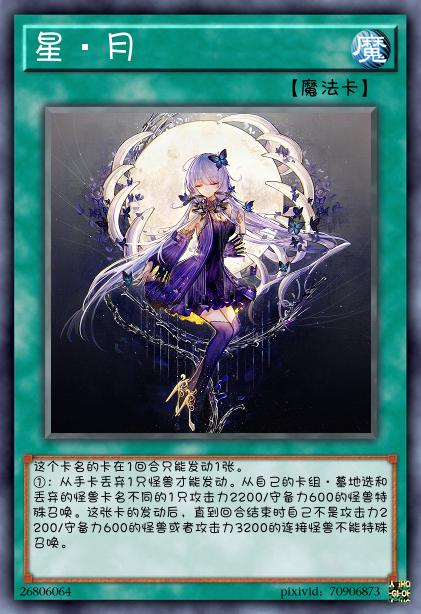 星·月
魔
【魔法卡】
这个卡名的卡在1回合只能发动1张。
①：从手卡丢弃1只怪兽才能发动。从自己的卡组·墓地选和
丢弃的怪兽卡名不同的1只攻击力2200/守备力600的怪兽特
殊召唤。这张卡的发动后，直到回合结束时自己不是攻击力2
200/守备力600的怪兽或者攻击力3200的连接怪兽不能特殊
召唤。
26806064
pixivid：70906873